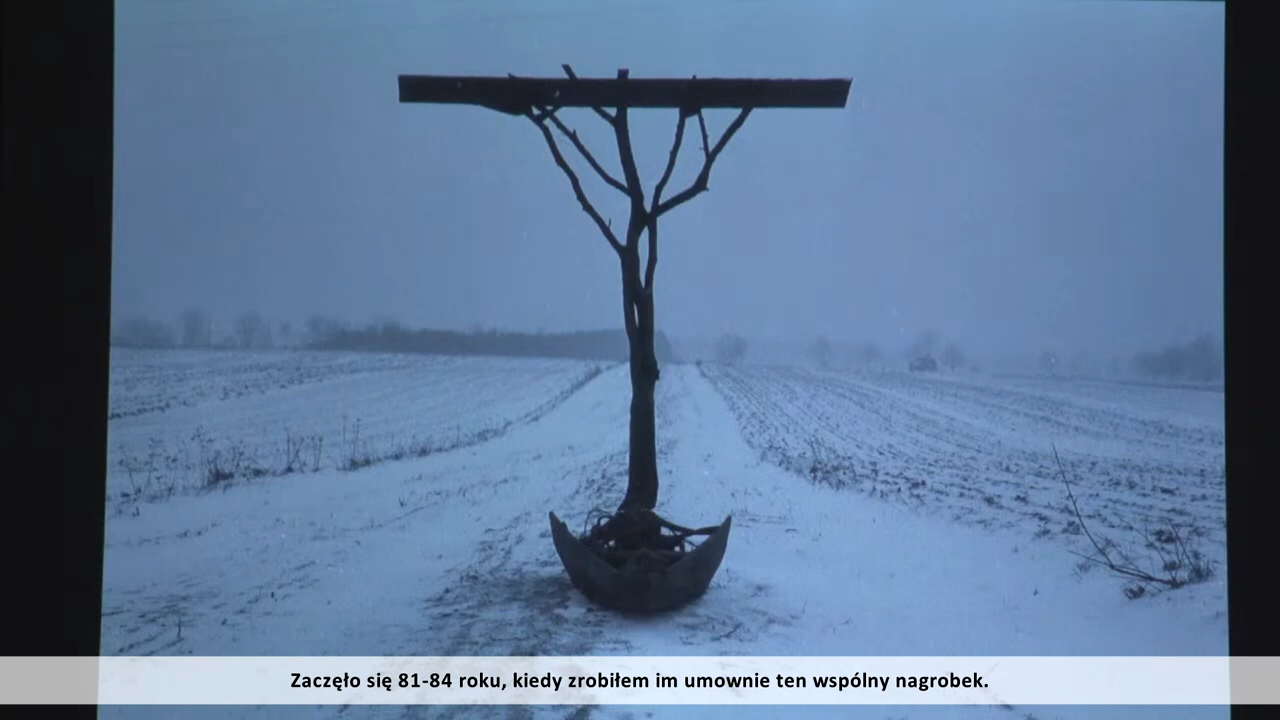 Zaczęło się 81-84 roku, kiedy zrobiłem im umownie ten wspólny nagrobek.